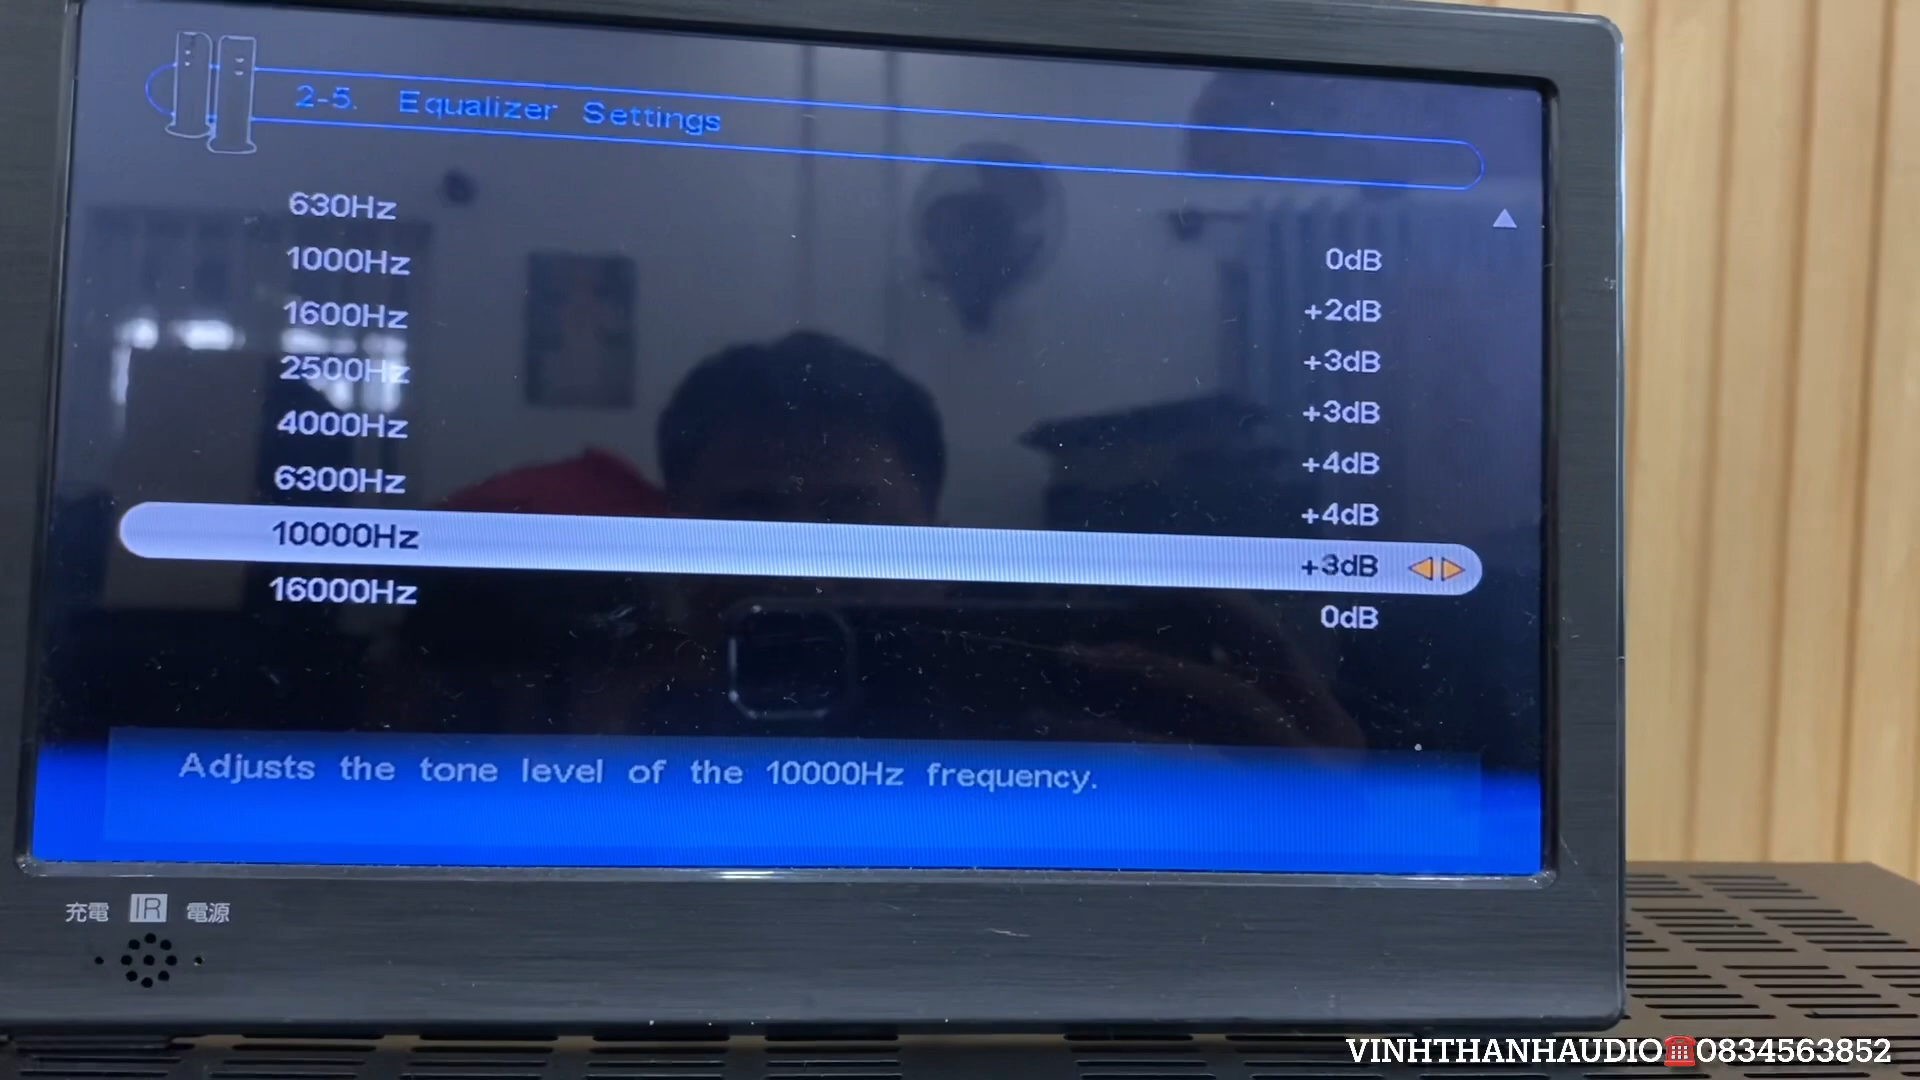 2-5. Equalizer Settings
630Hz 0dB
1000Hz +2dB
1600Hz +3dB
2500Hz +3dB
4000Hz +4dB
6300Hz +4dB
10000Hz +3dB
16000Hz 0dB
Adjusts the tone level of the 10000Hz frequency.
充電 IR 電源
VINHTHANHAUDIO☎️0834563852